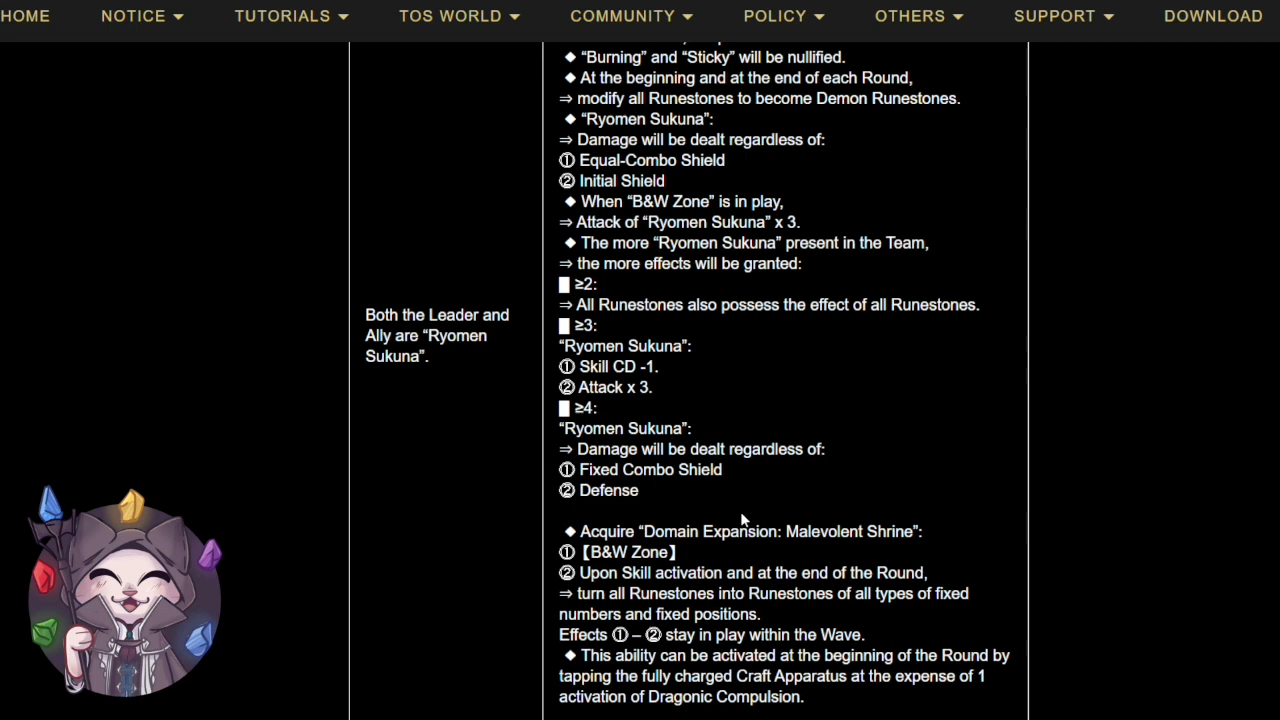 HOME NOTICE TUTORIALS TOS WORLD COMMUNITY POLICY OTHERS SUPPORT DOWNLOAD
◆ “Burning” and “Sticky” will be nullified.
◆ At the beginning and at the end of each Round,
⇒ modify all Runestones to become Demon Runestones.
◆ “Ryomen Sukuna”:
⇒ Damage will be dealt regardless of:
① Equal-Combo Shield
② Initial Shield
◆ When “B&W Zone” is in play,
⇒ Attack of “Ryomen Sukuna” x 3.
◆ The more “Ryomen Sukuna” present in the Team,
⇒ the more effects will be granted:
█ ≥2:
⇒ All Runestones also possess the effect of all Runestones.
█ ≥3:
“Ryomen Sukuna”:
① Skill CD -1.
② Attack x 3.
█ ≥4:
“Ryomen Sukuna”:
⇒ Damage will be dealt regardless of:
① Fixed Combo Shield
② Defense
Both the Leader and
Ally are “Ryomen
Sukuna”.
◆ Acquire “Domain Expansion: Malevolent Shrine”:
①【B&W Zone】
② Upon Skill activation and at the end of the Round,
⇒ turn all Runestones into Runestones of all types of fixed
numbers and fixed positions.
Effects ① – ② stay in play within the Wave.
◆ This ability can be activated at the beginning of the Round by
tapping the fully charged Craft Apparatus at the expense of 1
activation of Dragonic Compulsion.